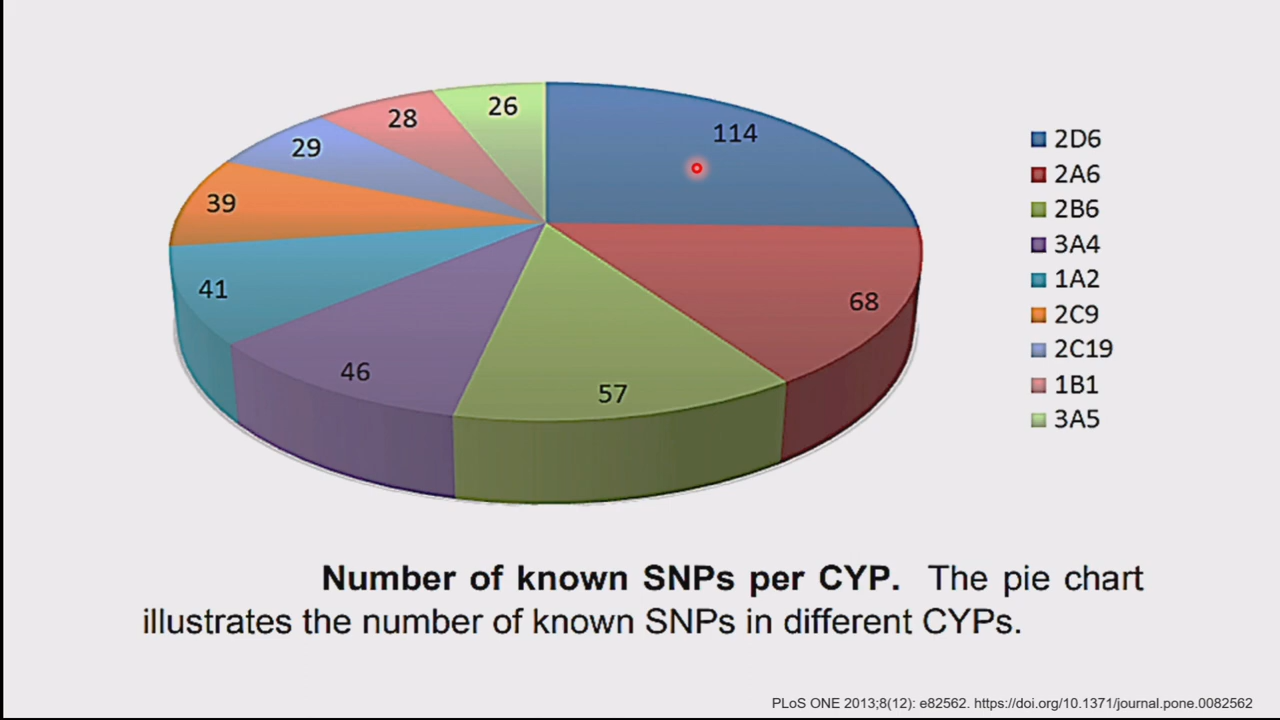 114
68
57
46
41
39
29
28
26
2D6
2A6
2B6
3A4
1A2
2C9
2C19
1B1
3A5
Number of known SNPs per CYP. The pie chart
illustrates the number of known SNPs in different CYPs.
PLoS ONE 2013;8(12): e82562. https://doi.org/10.1371/journal.pone.0082562